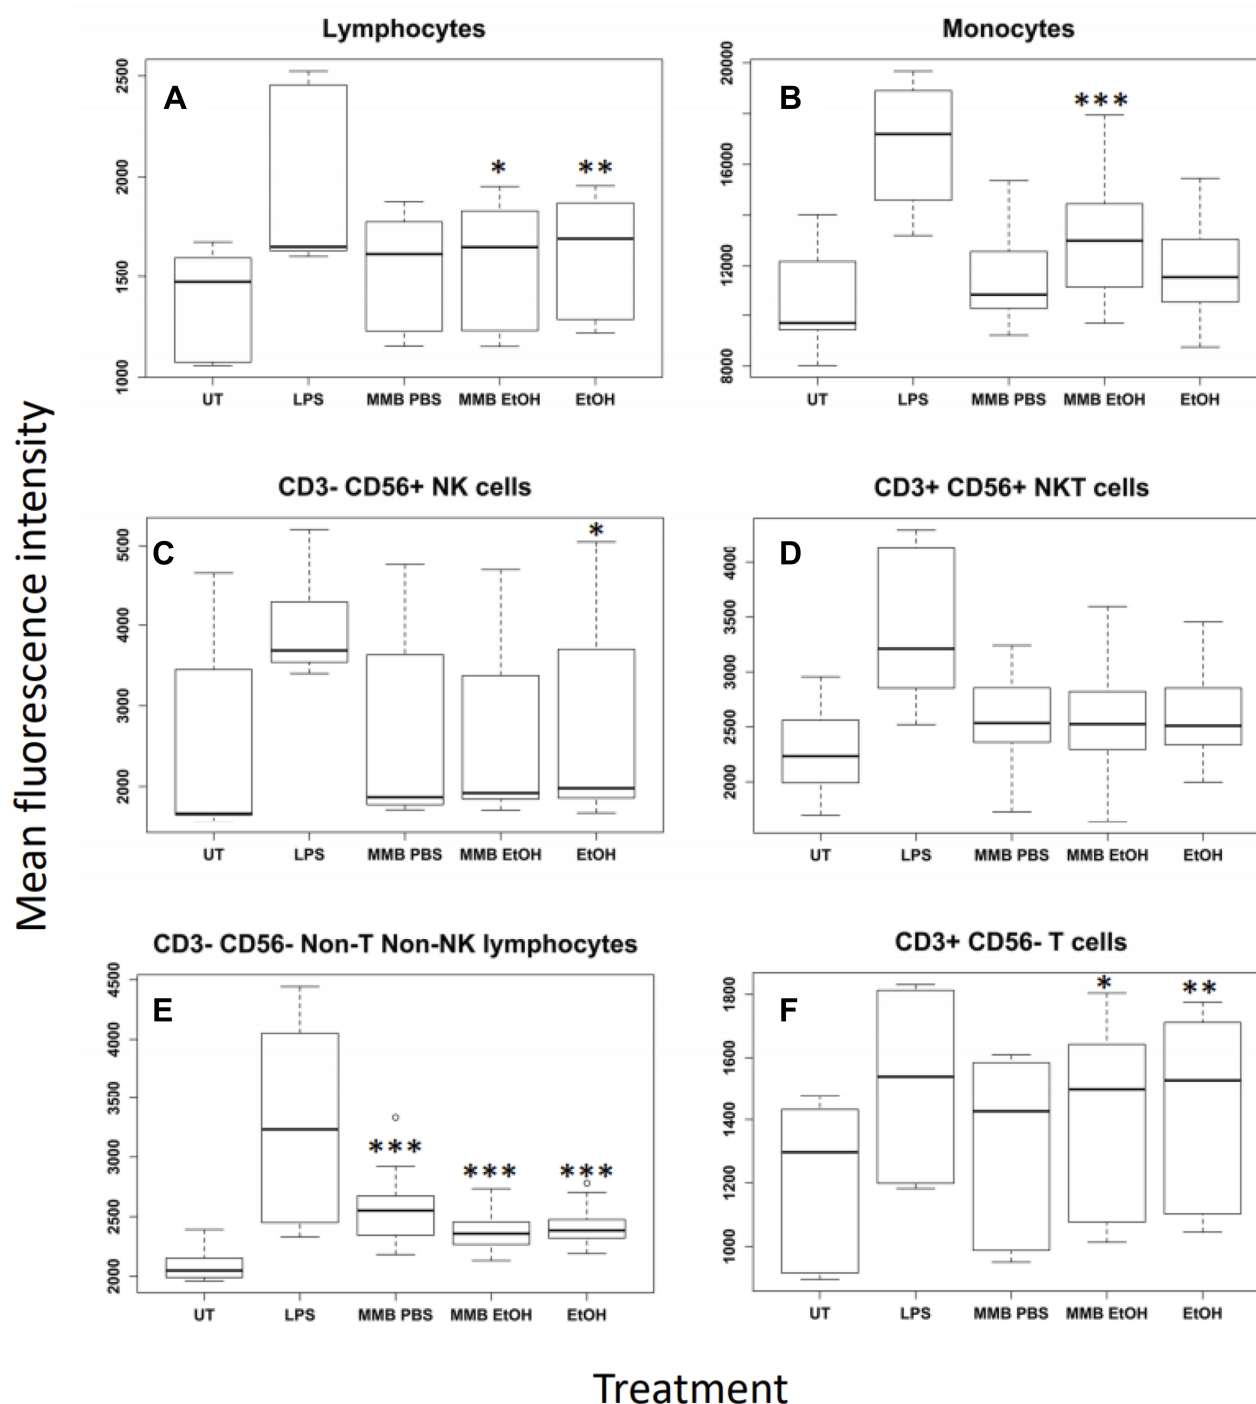 Lymphocytes
A
2500
2000
1500
1000
* **
UT LPS MMB PBS MMB EtOH EtOH
Monocytes
B
20000
16000
12000
8000
***
UT LPS MMB PBS MMB EtOH EtOH
Mean fluorescence intensity
CD3- CD56+ NK cells
C
5000
4000
3000
2000
*
UT LPS MMB PBS MMB EtOH EtOH
CD3+ CD56+ NKT cells
D
4000
3500
3000
2500
2000
UT LPS MMB PBS MMB EtOH EtOH
CD3- CD56- Non-T Non-NK lymphocytes
E
4500
4000
3500
3000
2500
2000
*** *** ***
UT LPS MMB PBS MMB EtOH EtOH
CD3+ CD56- T cells
F
1800
1600
1400
1200
1000
* **
UT LPS MMB PBS MMB EtOH EtOH
Treatment